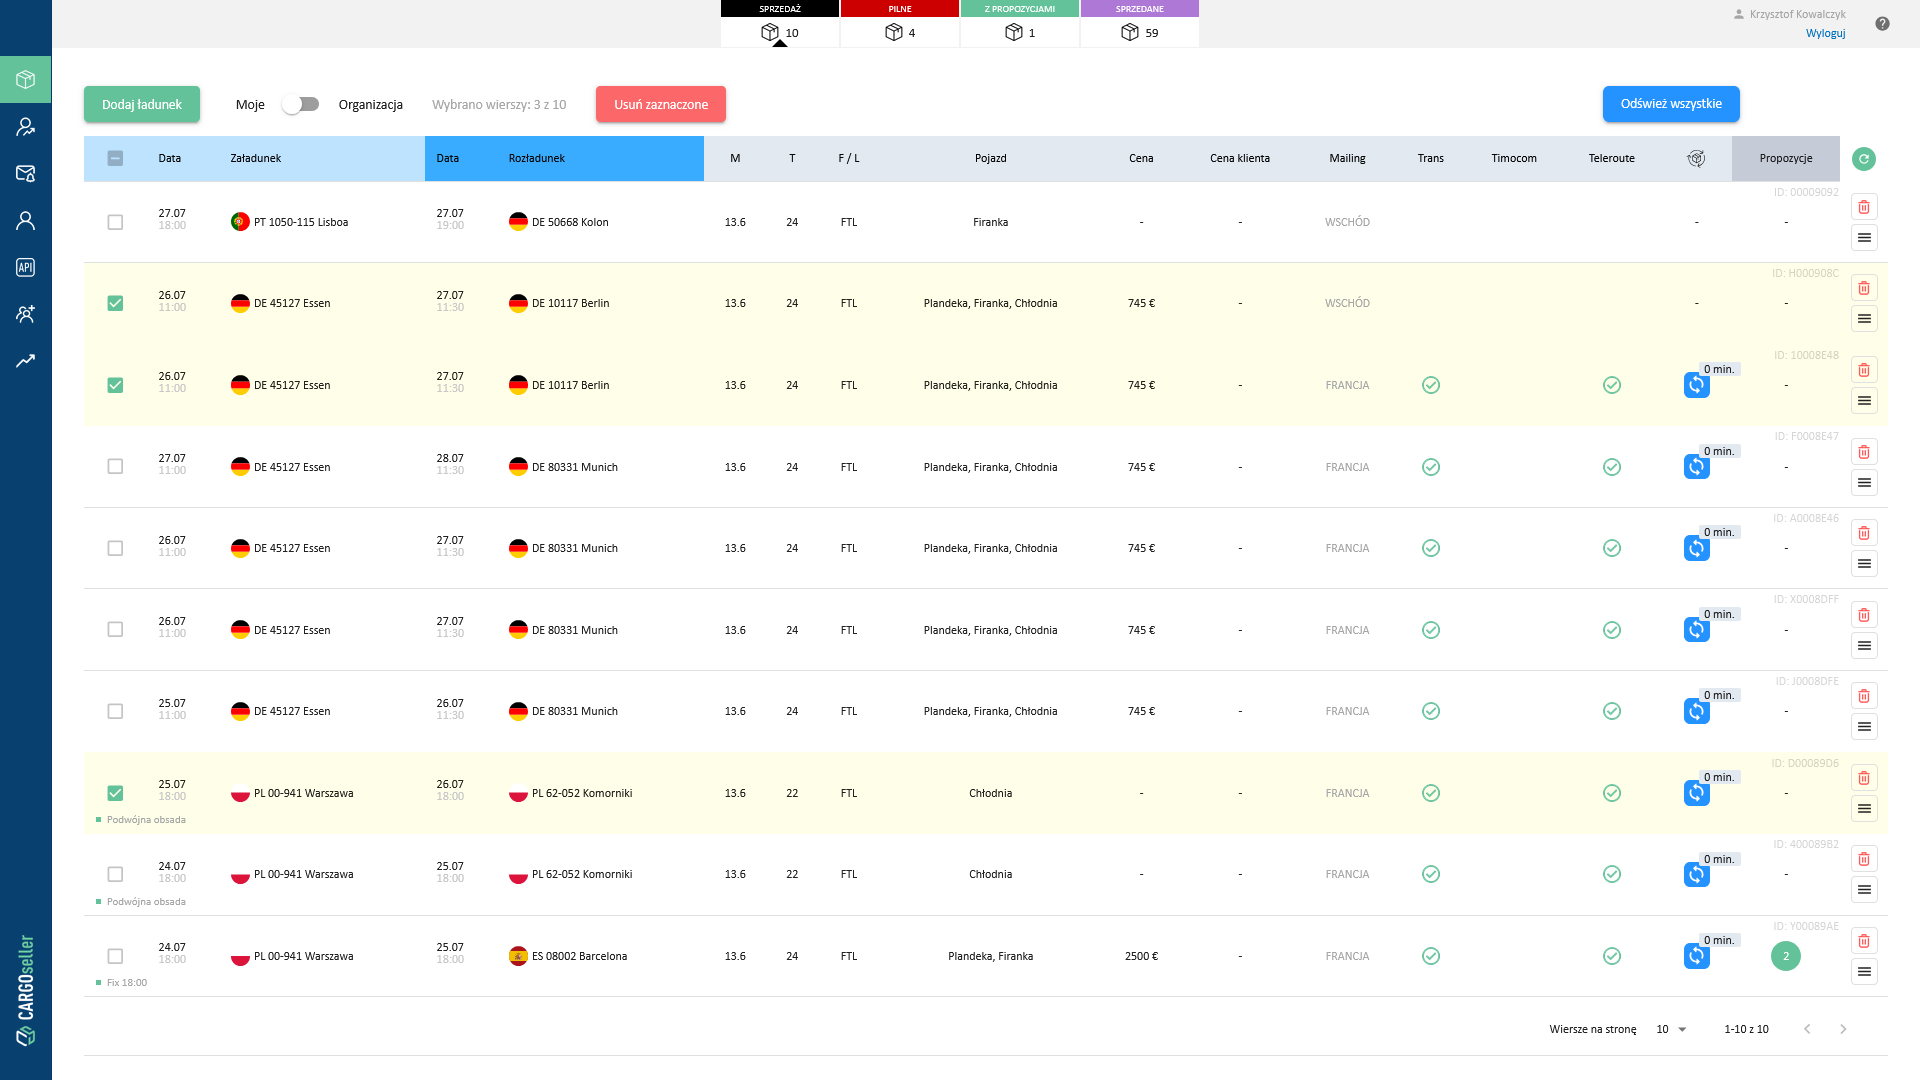 SPRZEDAŻ
10
PILNE
4
Z PROPOZYCJAMI
1
SPRZEDANE
59
Krzysztof Kowalczyk
Wyloguj
?
API
CARGOseller
Dodaj ładunek Moje Organizacja Wybrano wierszy: 3 z 10 Usuń zaznaczone Odśwież wszystkie
Data Załadunek Data Rozładunek M T F / L Pojazd Cena Cena klienta Mailing Trans Timocom Teleroute Propozycje
ID: 00009092
27.07 18:00 PT 1050-115 Lisboa 27.07 19:00 DE 50668 Kolon 13.6 24 FTL Firanka - - WSCHÓD - -
ID: H000908C
26.07 11:00 DE 45127 Essen 27.07 11:30 DE 10117 Berlin 13.6 24 FTL Plandeka, Firanka, Chłodnia 745 € - WSCHÓD - -
ID: 10008E48
26.07 11:00 DE 45127 Essen 27.07 11:30 DE 10117 Berlin 13.6 24 FTL Plandeka, Firanka, Chłodnia 745 € - FRANCJA 0 min. -
ID: F0008E47
27.07 11:00 DE 45127 Essen 28.07 11:30 DE 80331 Munich 13.6 24 FTL Plandeka, Firanka, Chłodnia 745 € - FRANCJA 0 min. -
ID: A0008E46
26.07 11:00 DE 45127 Essen 27.07 11:30 DE 80331 Munich 13.6 24 FTL Plandeka, Firanka, Chłodnia 745 € - FRANCJA 0 min. -
ID: X0008DFF
26.07 11:00 DE 45127 Essen 27.07 11:30 DE 80331 Munich 13.6 24 FTL Plandeka, Firanka, Chłodnia 745 € - FRANCJA 0 min. -
ID: J0008DFE
25.07 11:00 DE 45127 Essen 26.07 11:30 DE 80331 Munich 13.6 24 FTL Plandeka, Firanka, Chłodnia 745 € - FRANCJA 0 min. -
ID: D00089D6
25.07 18:00 PL 00-941 Warszawa 26.07 18:00 PL 62-052 Komorniki 13.6 22 FTL Chłodnia - - FRANCJA 0 min. -
Podwójna obsada
ID: 400089B2
24.07 18:00 PL 00-941 Warszawa 25.07 18:00 PL 62-052 Komorniki 13.6 22 FTL Chłodnia - - FRANCJA 0 min. -
Podwójna obsada
ID: Y00089AE
24.07 18:00 PL 00-941 Warszawa 25.07 18:00 ES 08002 Barcelona 13.6 24 FTL Plandeka, Firanka 2500 € - FRANCJA 0 min. 2
Fix 18:00
Wiersze na stronę 10 1-10 z 10